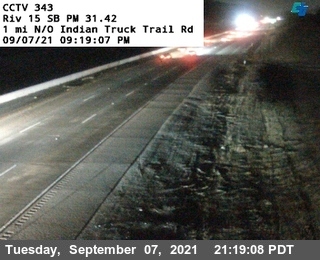 CCTV 343
Riv 15 SB PM 31.42
1 mi N/O Indian Truck Trail Rd
09/07/21 09:19:07 PM
Tuesday, September 07, 2021 21:19:08 PDT